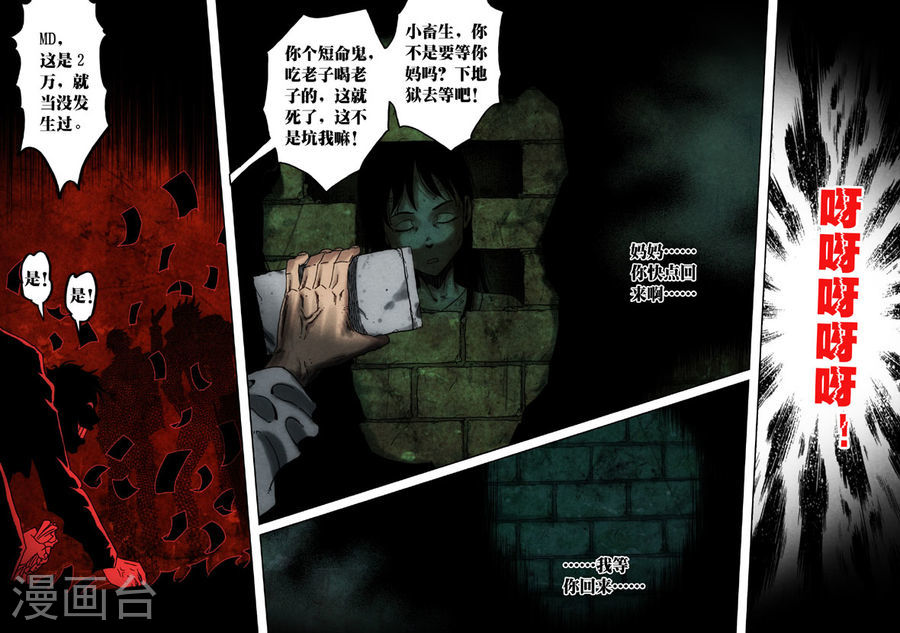 MD，
这是2
万，就
当没发
生过。
是！
是！
你个短命鬼，
吃老子喝老
子的，这就
死了，这不
是坑我嘛！
小畜生，你
不是要等你
妈吗？下地
狱去等吧！
妈妈……
你快点回
来啊……
……我等
你回来……
呀呀呀呀呀！
漫画台